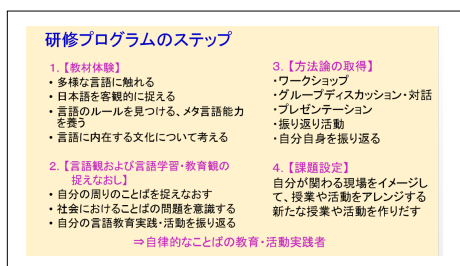 研修プログラムのステップ
1.【教材体験】
• 多様な言語に触れる
• 日本語を客観的に捉える
• 言語のルールを見つける、メタ言語能力
を養う
• 言語に内在する文化について考える
2.【言語観および言語学習・教育観の
捉えなおし】
• 自分の周りのことばを捉えなおす
• 社会におけることばの問題を意識する
• 自分の言語教育実践・活動を振り返る
3.【方法論の取得】
・ワークショップ
・グループディスカッション・対話
・プレゼンテーション
・振り返り活動
・自分自身を振り返る
4.【課題設定】
自分が関わる現場をイメージし
て、授業や活動をアレンジする
新たな授業や活動を作りだす
⇒自律的なことばの教育・活動実践者